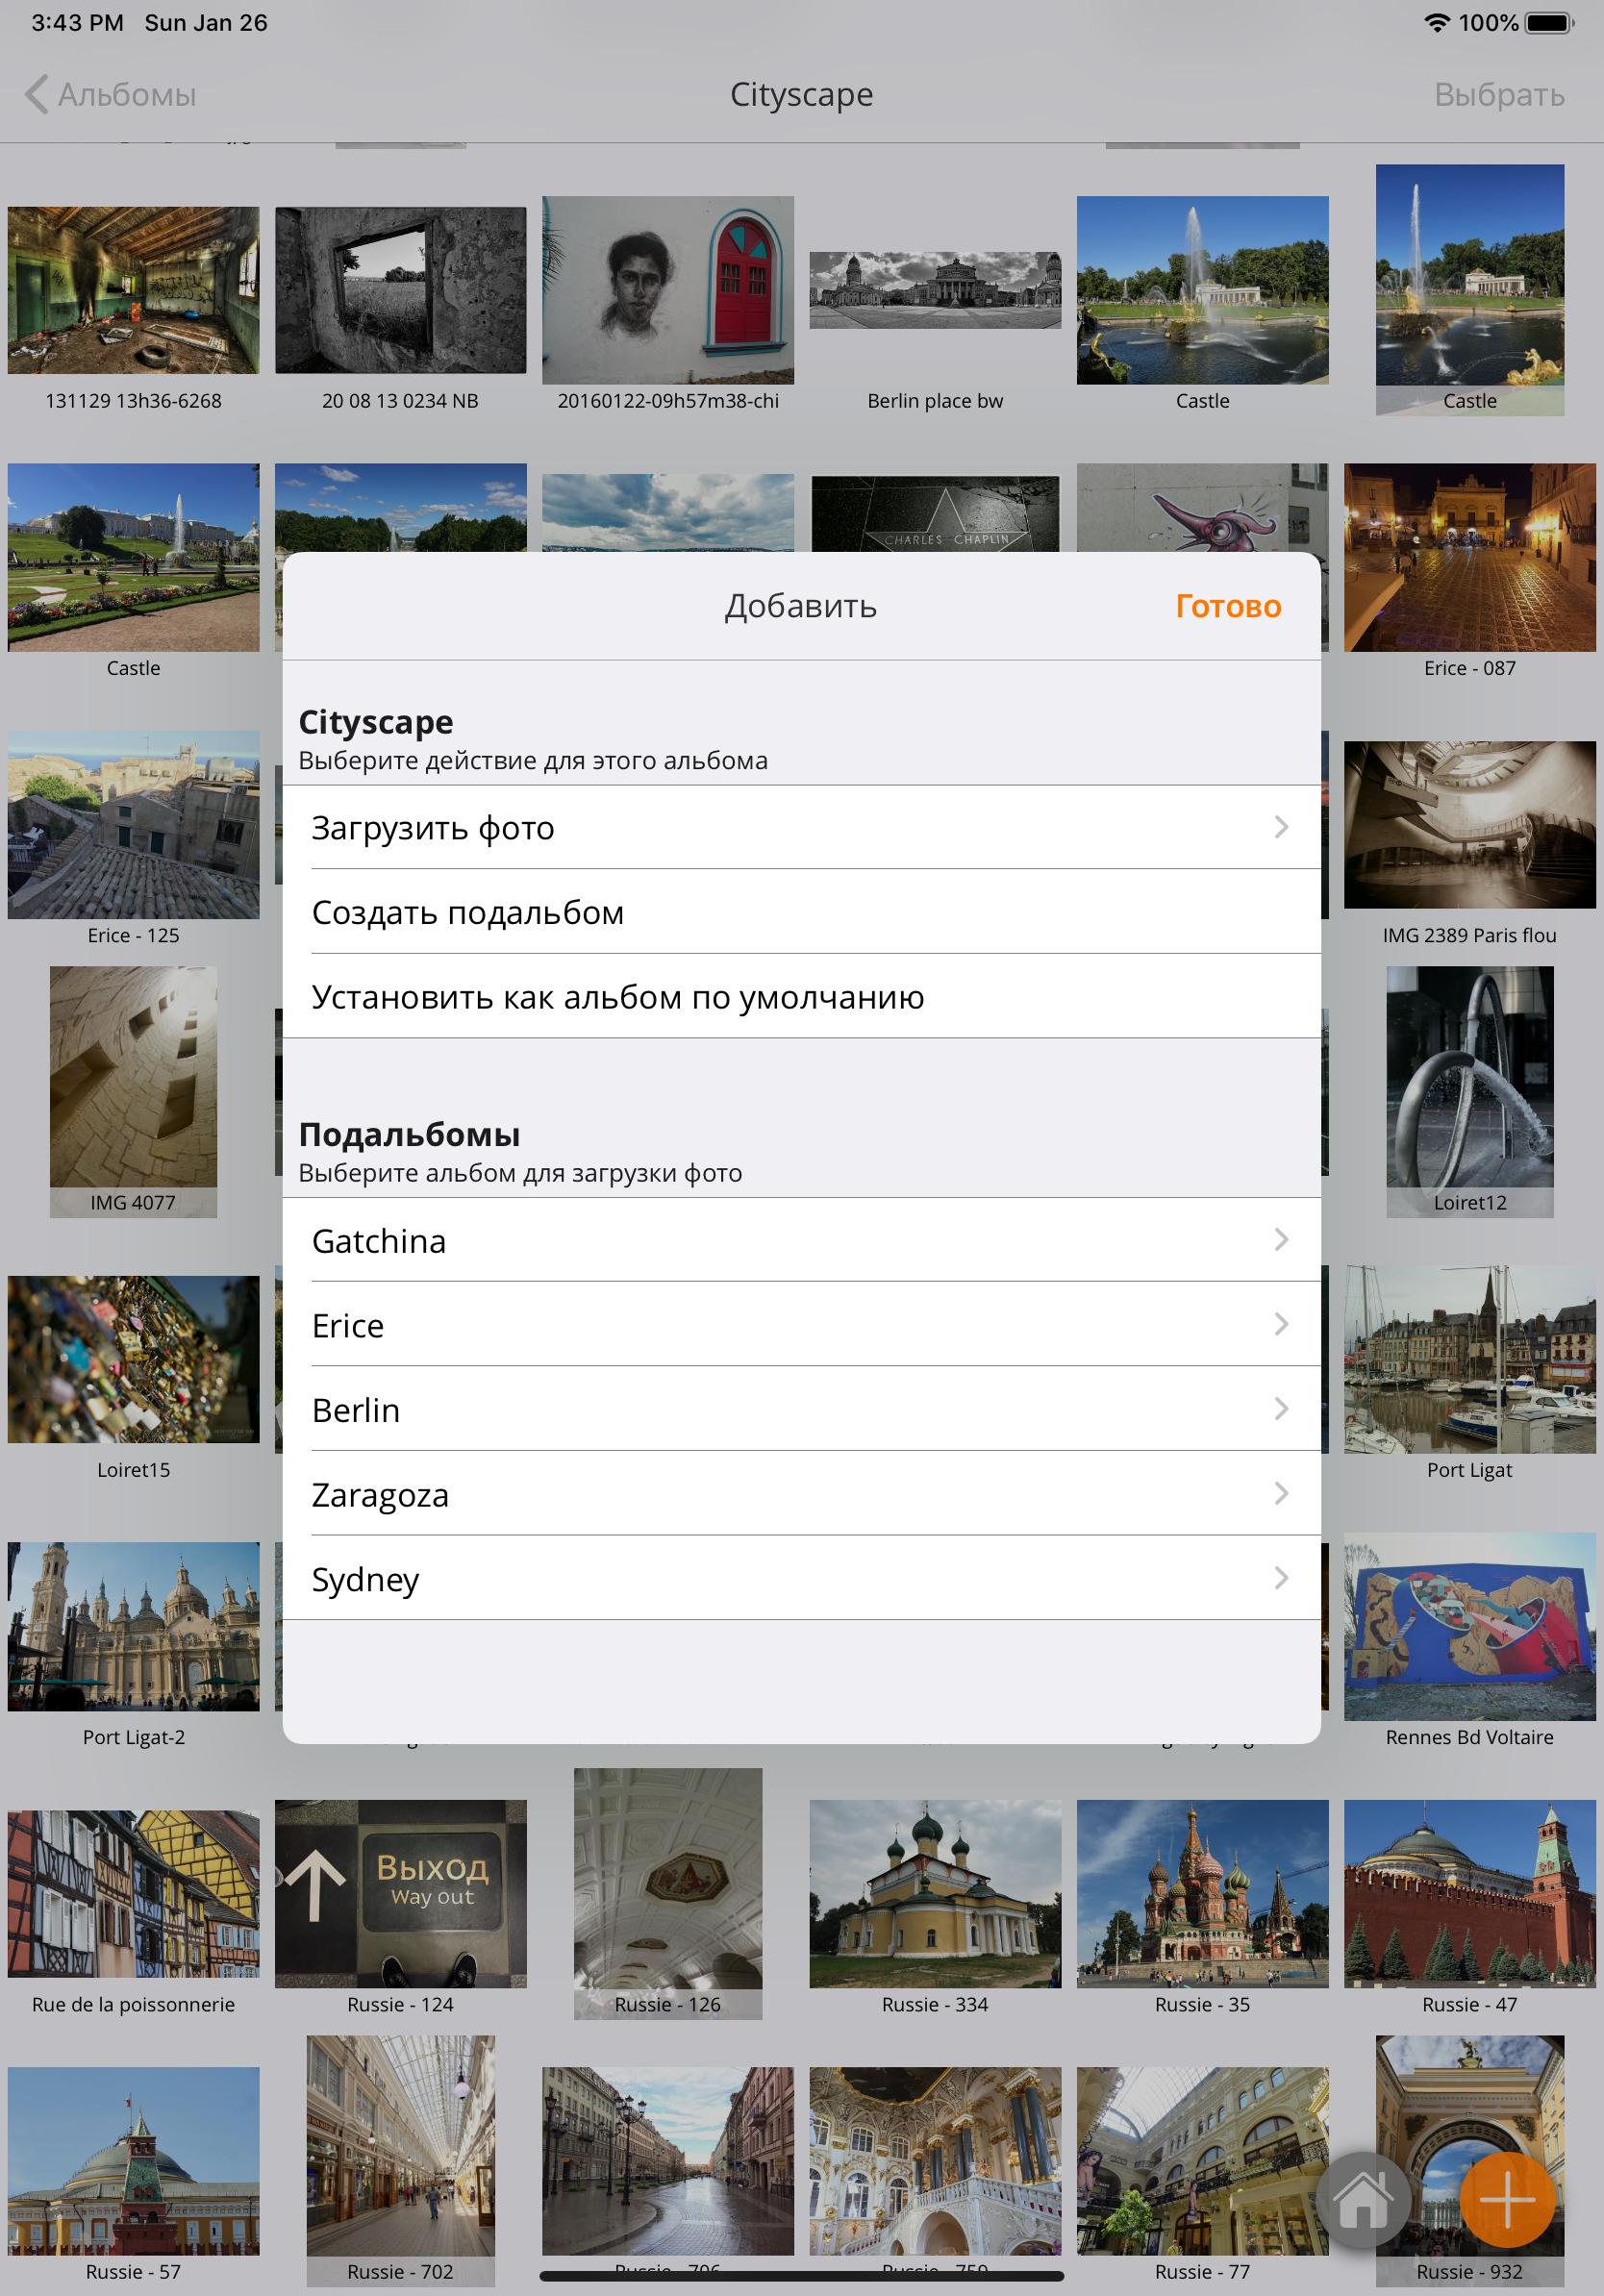 3:43 PM Sun Jan 26
100%
Альбомы
Cityscape
Выбрать
131129 13h36-6268
20 08 13 0234 NB
20160122-09h57m38-chi
Berlin place bw
Castle
Castle
CHARLES CHAPLIN
Castle
Erice - 087
Добавить
Готово
Cityscape
Выберите действие для этого альбома
Загрузить фото
Создать подальбом
Установить как альбом по умолчанию
Подальбомы
Выберите альбом для загрузки фото
Gatchina
Erice
Berlin
Zaragoza
Sydney
Erice - 125
IMG 2389 Paris flou
IMG 4077
Loiret12
Loiret15
Port Ligat
Port Ligat-2
Rennes Bd Voltaire
Выход
Way out
Rue de la poissonnerie
Russie - 124
Russie - 126
Russie - 334
Russie - 35
Russie - 47
Russie - 57
Russie - 702
Russie - 706
Russie - 759
Russie - 77
Russie - 932